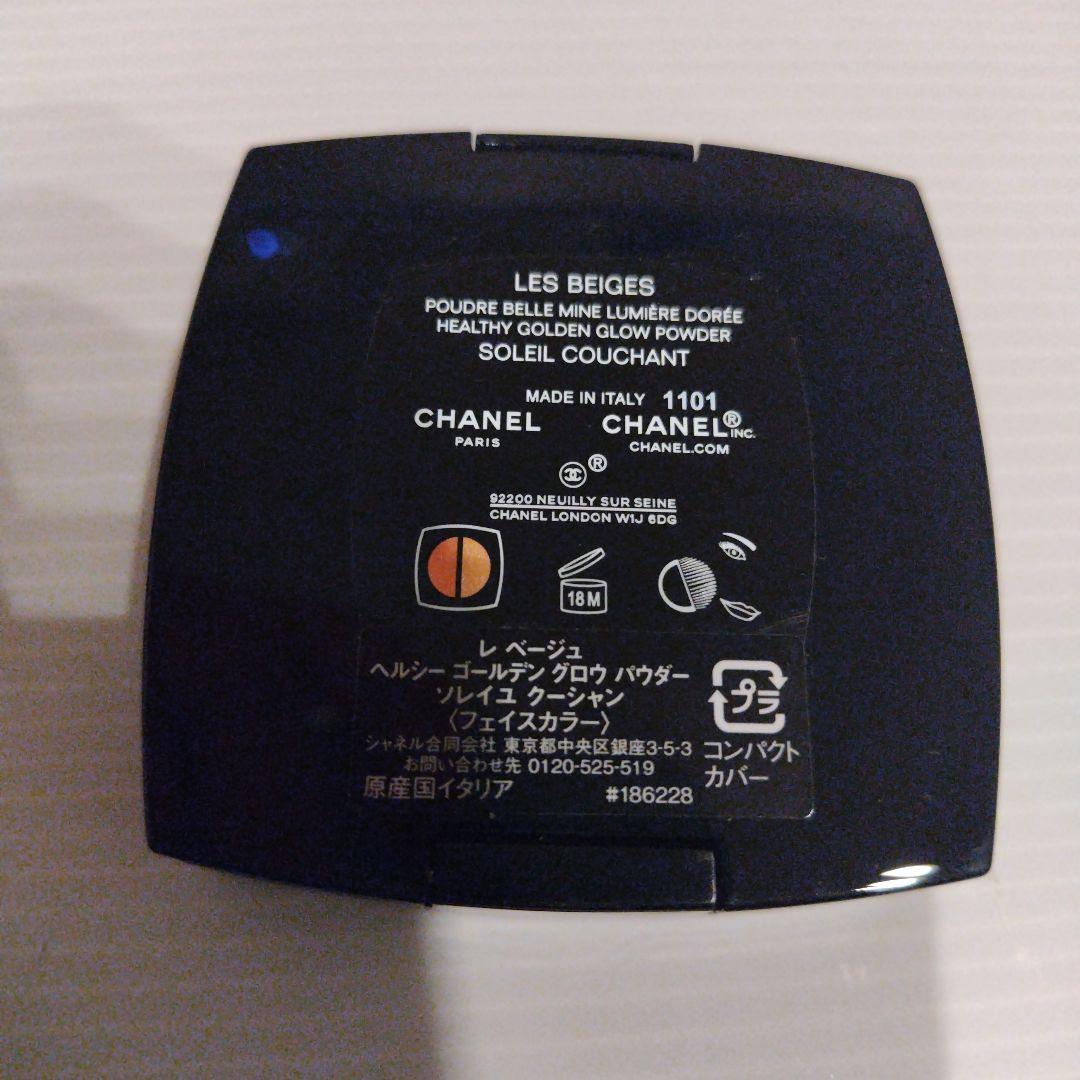 LES BEIGES
POUDRE BELLE MINE LUMIÈRE DORÉE
HEALTHY GOLDEN GLOW POWDER
SOLEIL COUCHANT
MADE IN ITALY 1101
CHANEL CHANEL® INC.
PARIS CHANEL.COM
®
92200 NEUILLY SUR SEINE
CHANEL LONDON W1J 6DG
18M
レ ベージュ
ヘルシー ゴールデン グロウ パウダー
ソレイユ クーシャン
〈フェイスカラー〉
シャネル合同会社 東京都中央区銀座3-5-3
お問い合わせ先 0120-525-519
原産国イタリア #186228
プラ
コンパクト
カバー